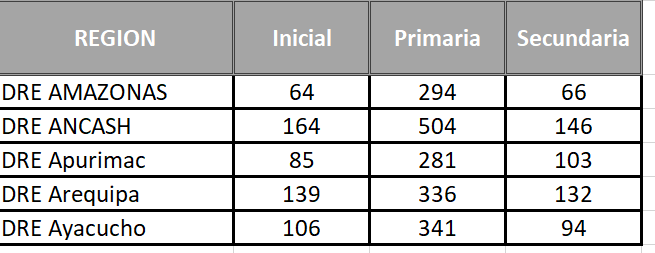 REGION Inicial Primaria Secundaria
DRE AMAZONAS 64 294 66
DRE ANCASH 164 504 146
DRE Apurimac 85 281 103
DRE Arequipa 139 336 132
DRE Ayacucho 106 341 94